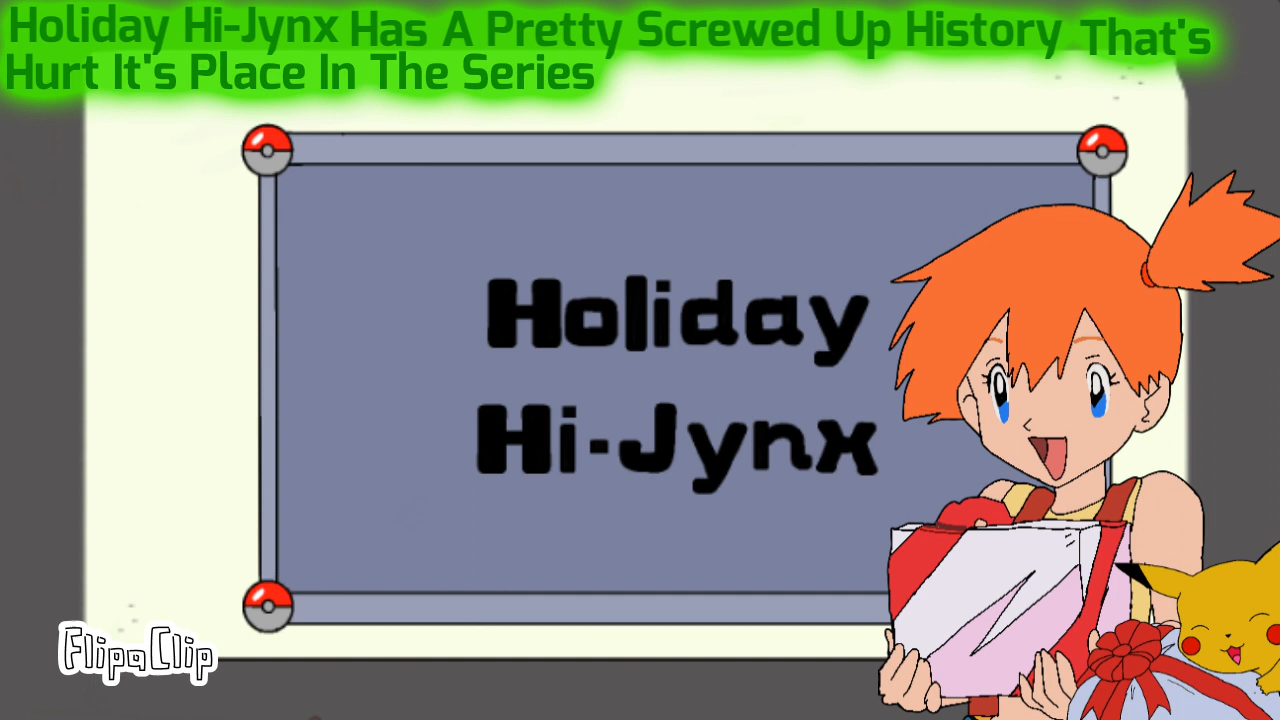 Holiday Hi-Jynx Has A Pretty Screwed Up History That's
Hurt It's Place In The Series
Holiday
Hi-Jynx
FlipaClip